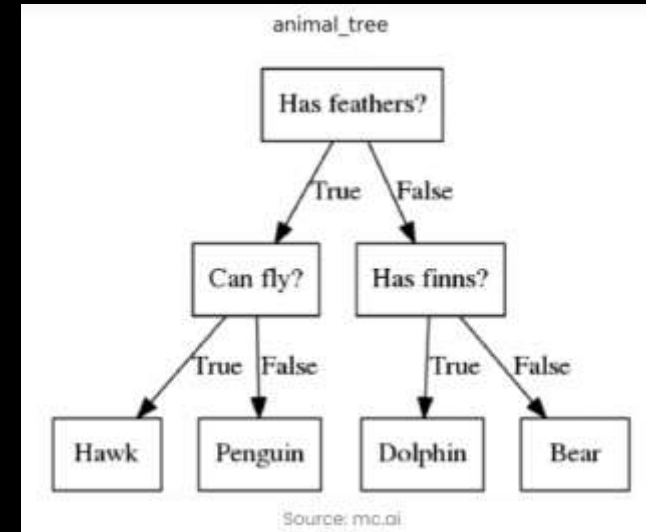 animal_tree
Has feathers?
True False
Can fly? Has finns?
True False True False
Hawk Penguin Dolphin Bear
Source: mc.ai